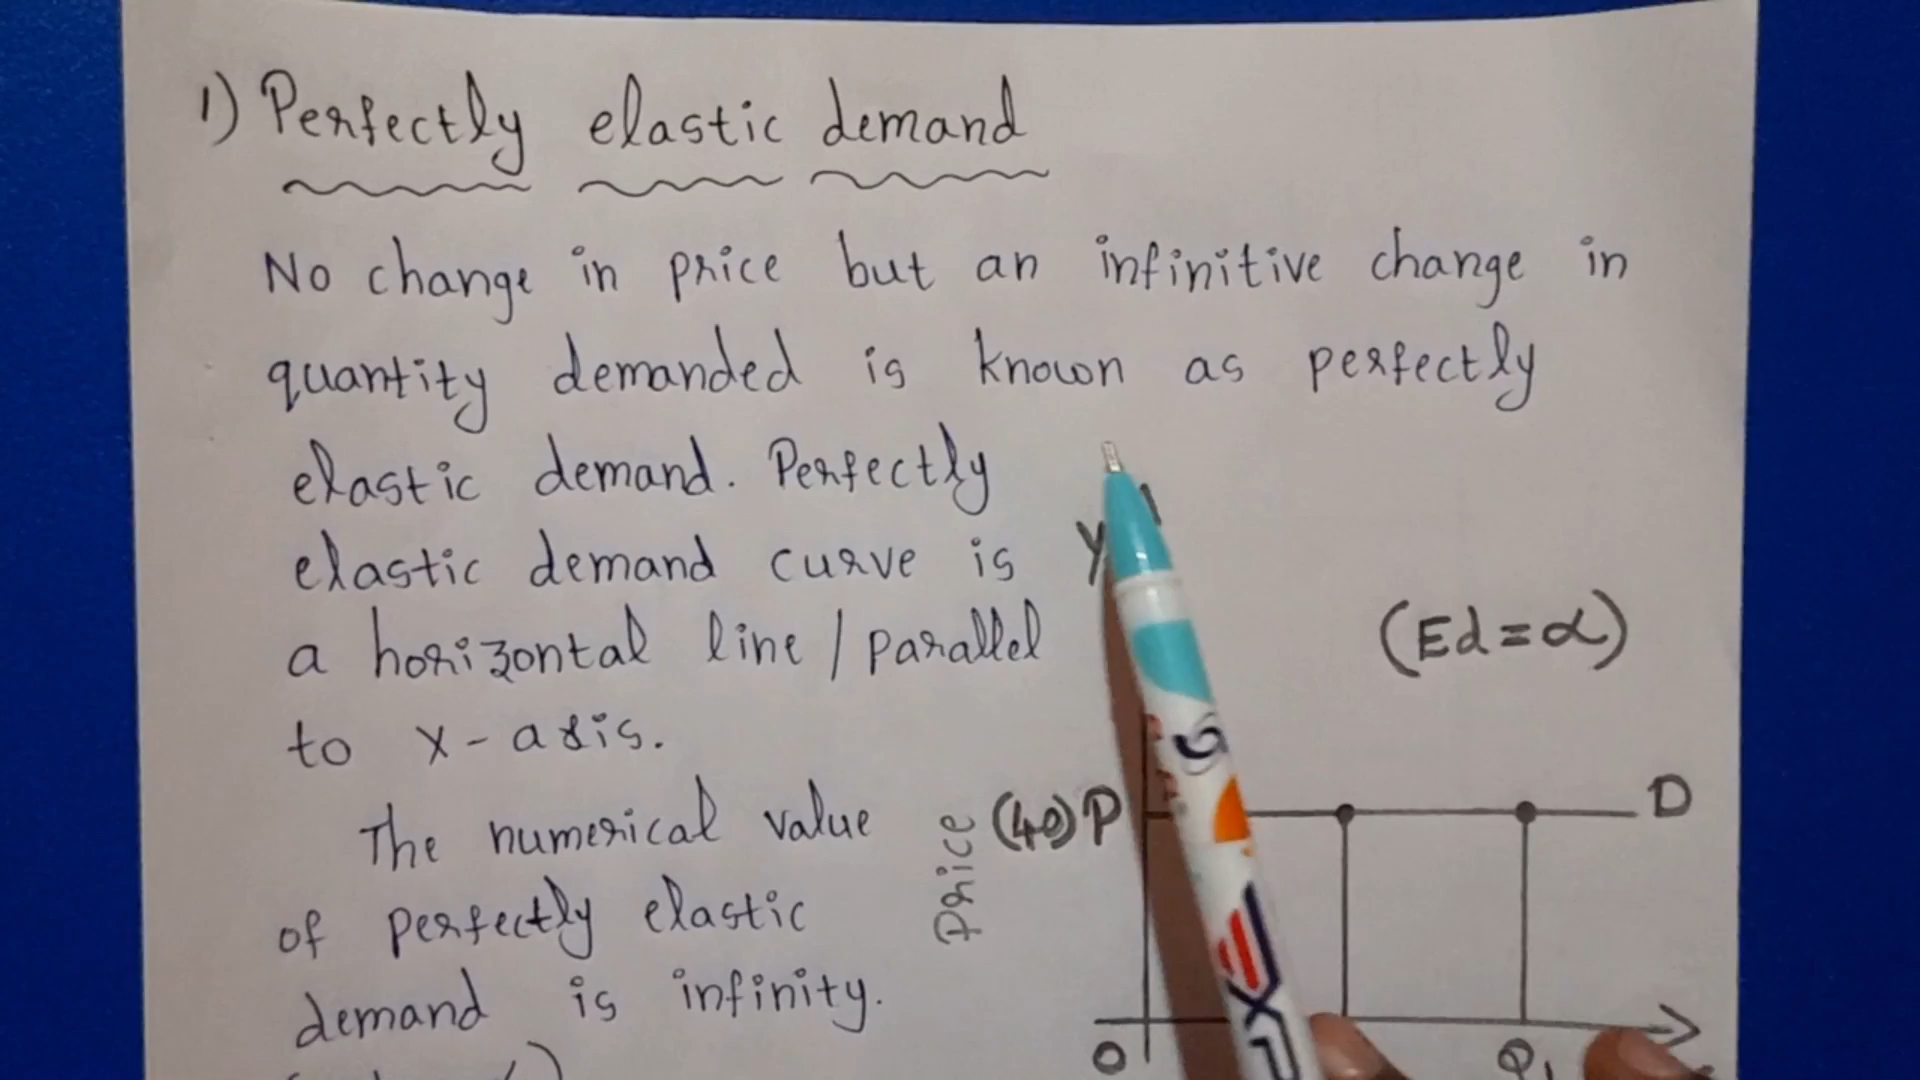 1) Perfectly elastic demand
No change in price but an infinitive change in
quantity demanded is known as perfectly
elastic demand. Perfectly
elastic demand curve is
a horizontal line / parallel
to x-axis.
The numerical value
of perfectly elastic
demand is infinity.
Y
(Ed=α)
Price
(40) P
D
O
Q1